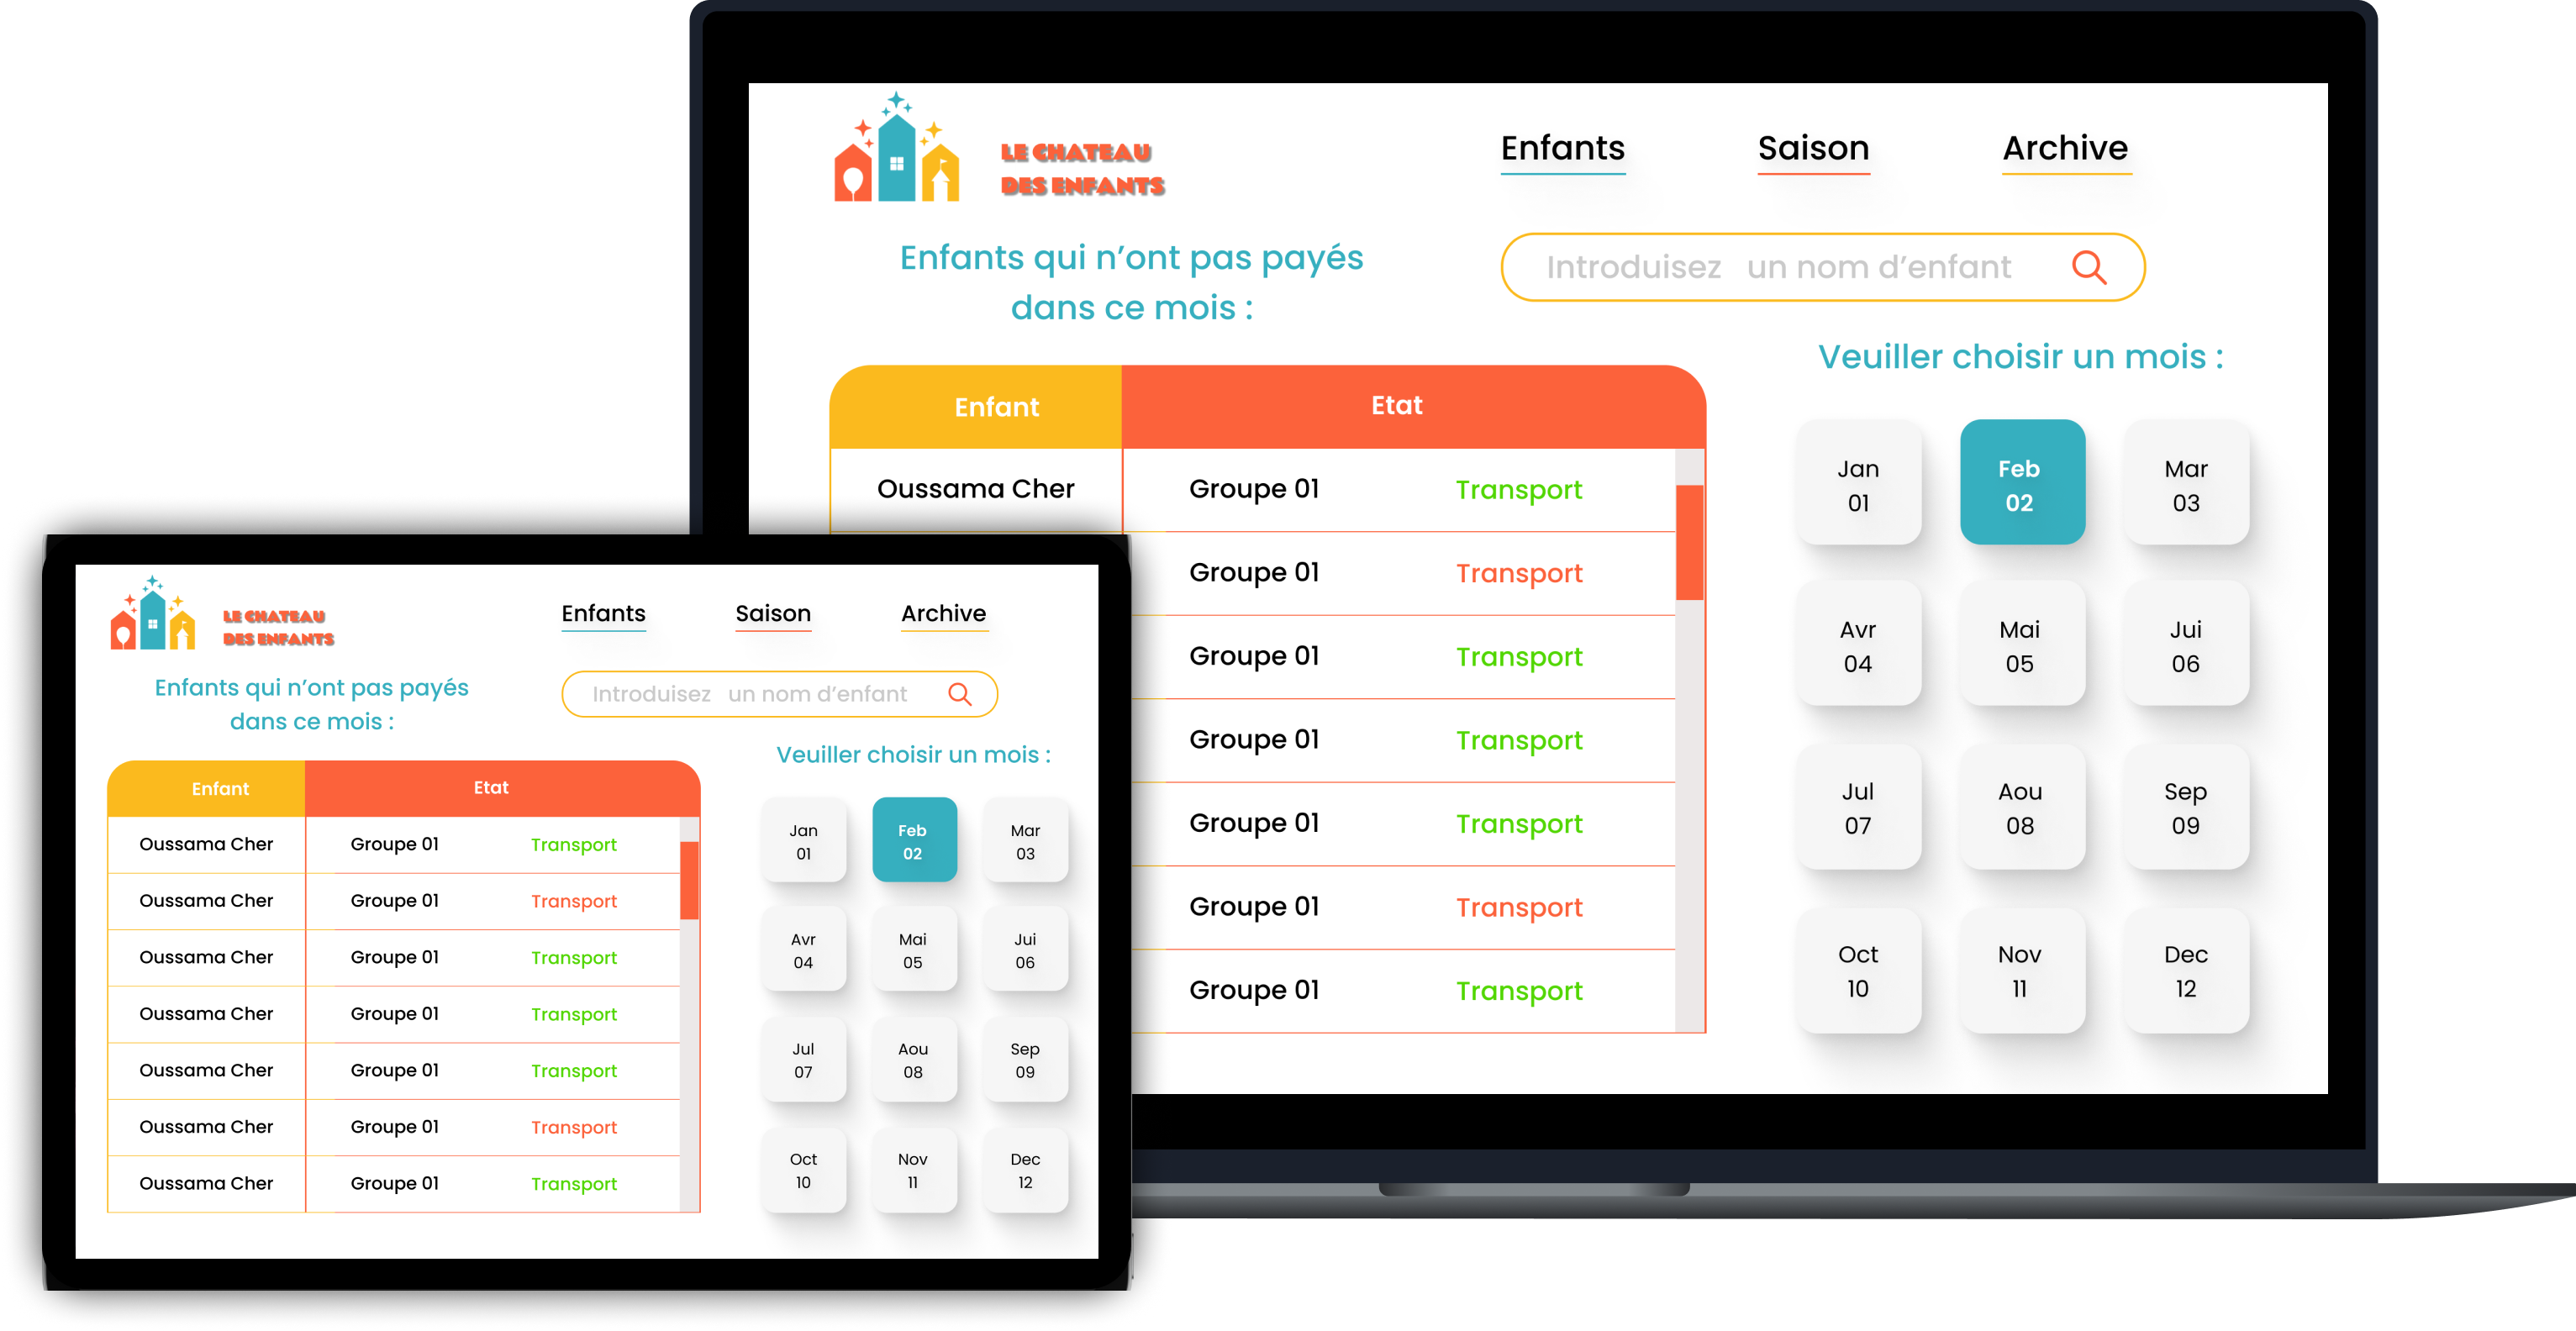 LE CHATEAU
DES ENFANTS
Enfants Saison Archive
Enfants qui n’ont pas payés
dans ce mois :
Introduisez un nom d’enfant
Veuiller choisir un mois :
Enfant Etat
Oussama Cher Groupe 01 Transport
Groupe 01 Transport
Groupe 01 Transport
Groupe 01 Transport
Groupe 01 Transport
Groupe 01 Transport
Groupe 01 Transport
Jan Feb Mar
01 02 03
Avr Mai Jui
04 05 06
Jul Aou Sep
07 08 09
Oct Nov Dec
10 11 12
LE CHATEAU
DES ENFANTS
Enfants Saison Archive
Enfants qui n’ont pas payés
dans ce mois :
Introduisez un nom d’enfant
Veuiller choisir un mois :
Enfant Etat
Oussama Cher Groupe 01 Transport
Oussama Cher Groupe 01 Transport
Oussama Cher Groupe 01 Transport
Oussama Cher Groupe 01 Transport
Oussama Cher Groupe 01 Transport
Oussama Cher Groupe 01 Transport
Oussama Cher Groupe 01 Transport
Jan Feb Mar
01 02 03
Avr Mai Jui
04 05 06
Jul Aou Sep
07 08 09
Oct Nov Dec
10 11 12